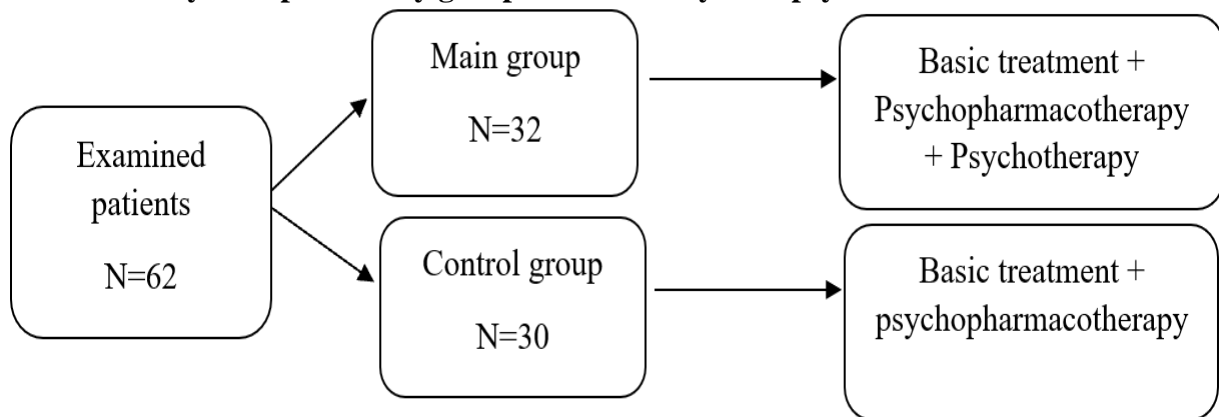 Examined
patients
N=62
Main group
N=32
Control group
N=30
Basic treatment +
Psychopharmacotherapy
+ Psychotherapy
Basic treatment +
psychopharmacotherapy